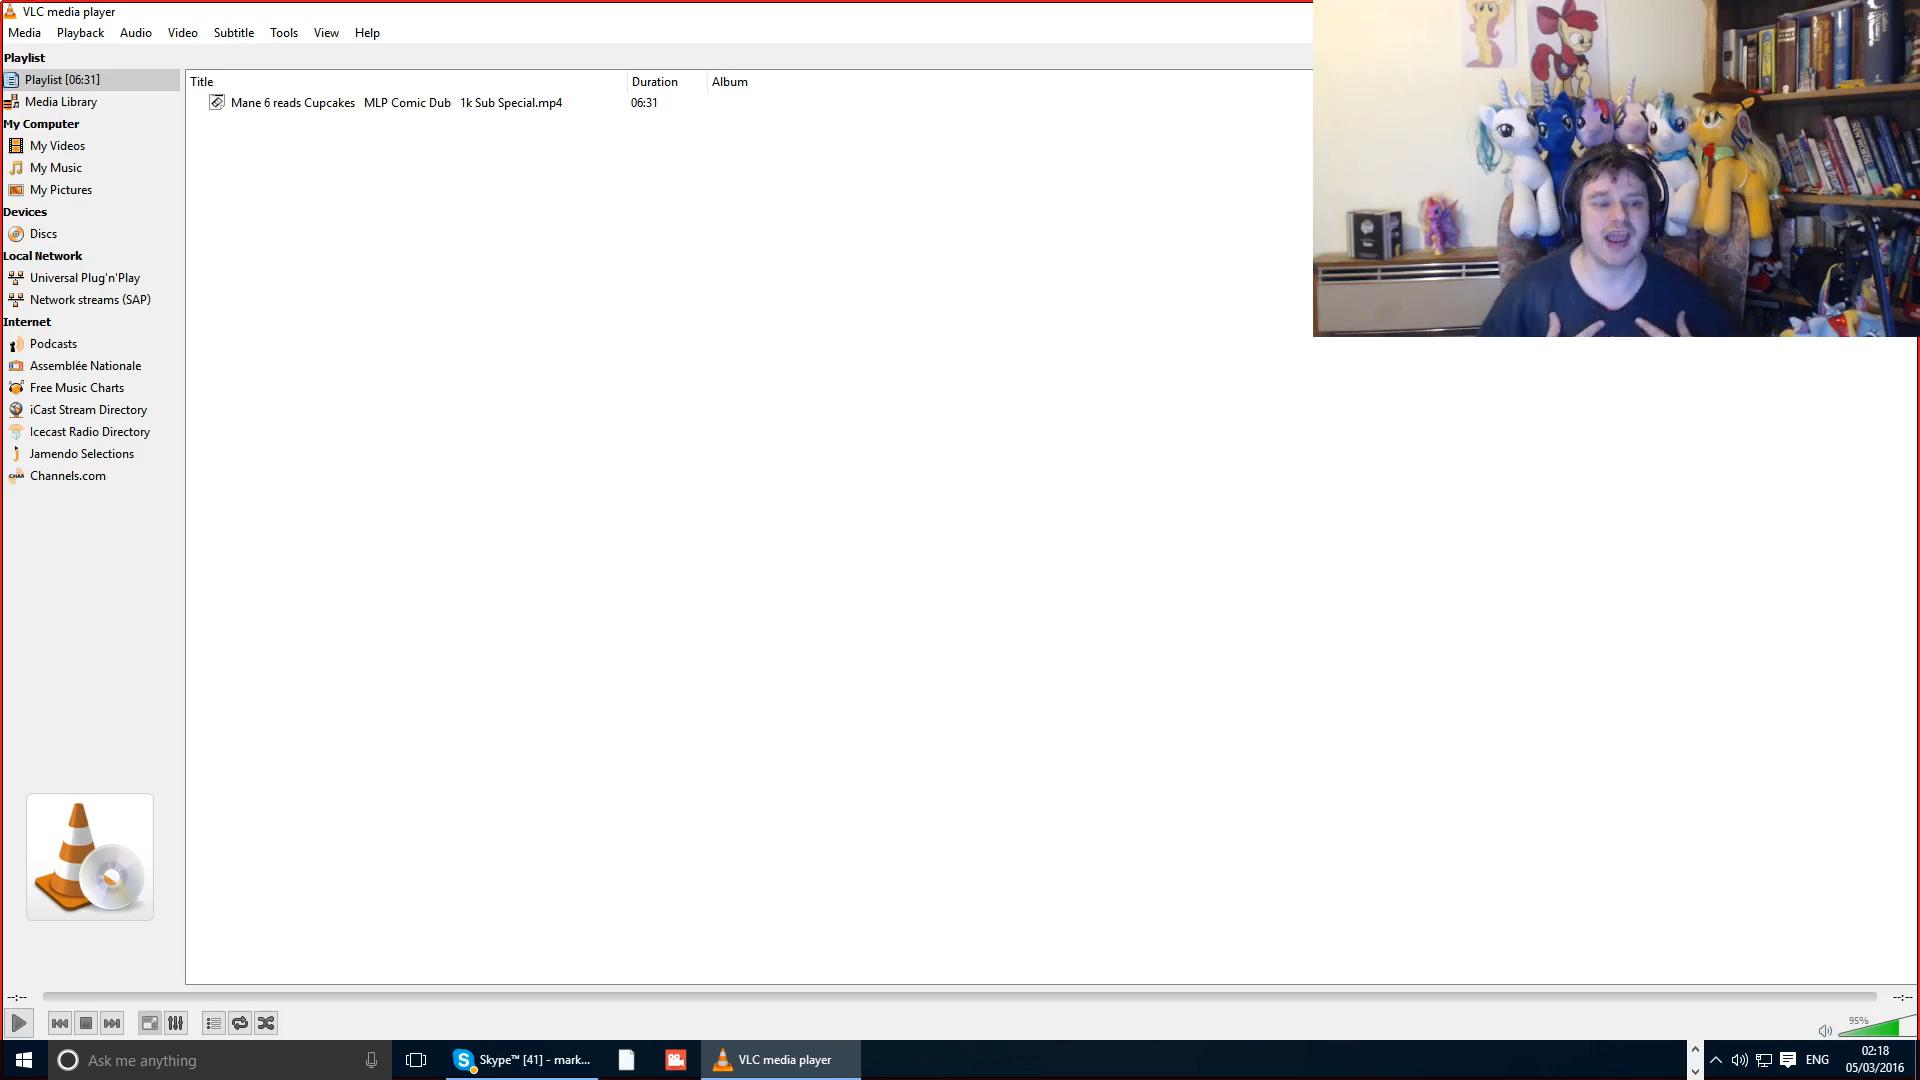 VLC media player
Media Playback Audio Video Subtitle Tools View Help
Playlist
Playlist [06:31]
Media Library
My Computer
My Videos
My Music
My Pictures
Devices
Discs
Local Network
Universal Plug'n'Play
Network streams (SAP)
Internet
Podcasts
Assemblée Nationale
Free Music Charts
iCast Stream Directory
Icecast Radio Directory
Jamendo Selections
Channels.com
Title Duration Album
Mane 6 reads Cupcakes MLP Comic Dub 1k Sub Special.mp4 06:31
--:-- --:--
95%
Ask me anything
Skype™ [41] - mark...
VLC media player
ENG
02:18
05/03/2016